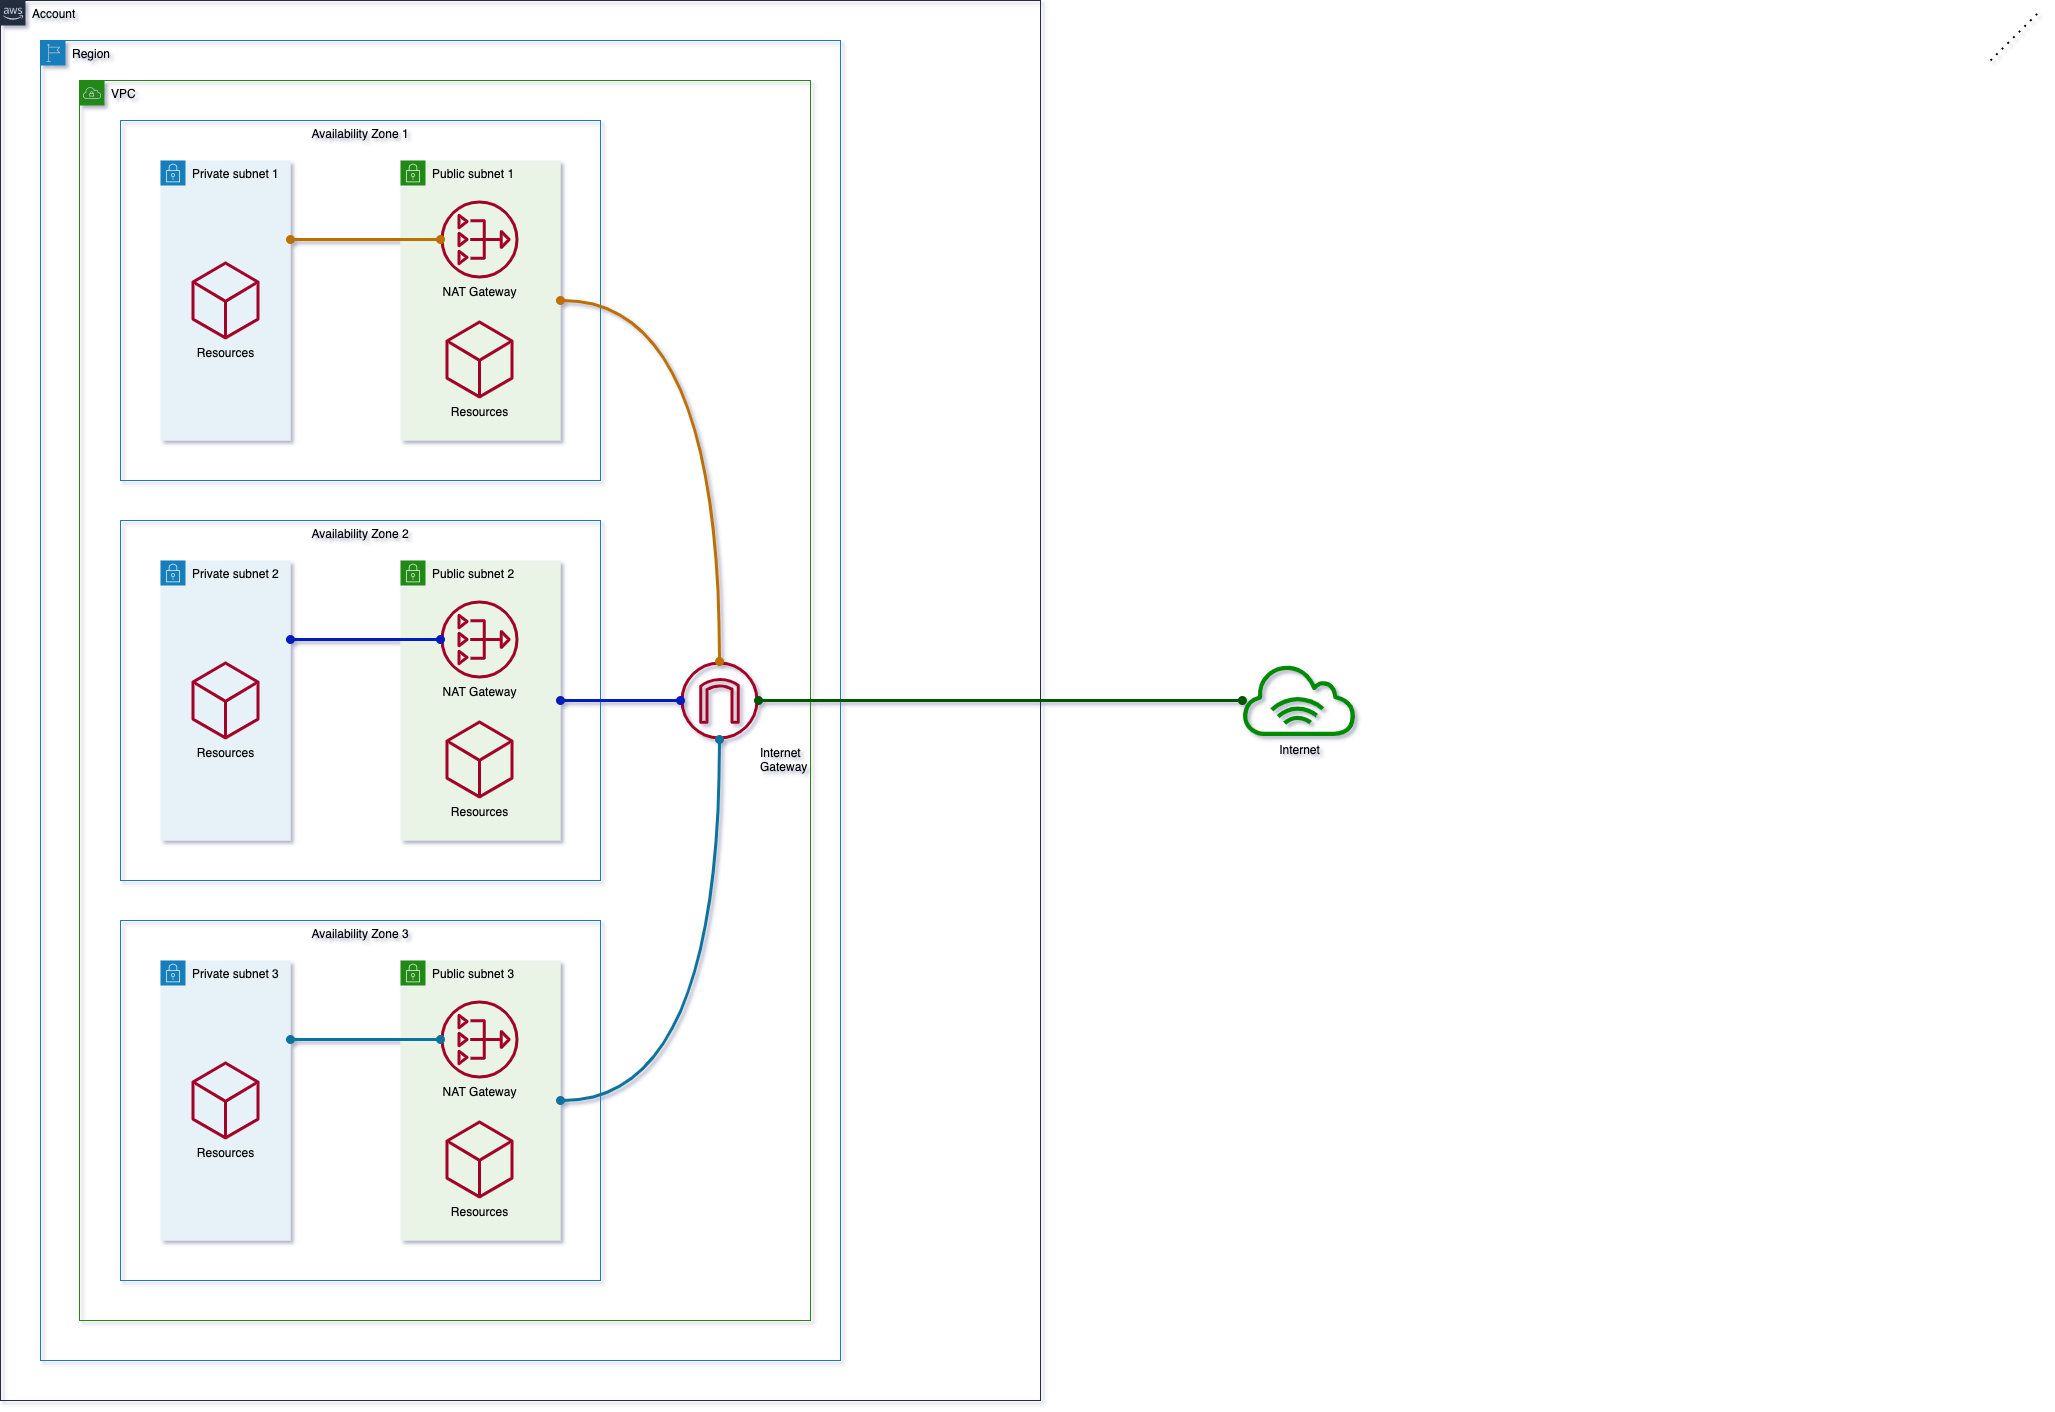 aws
Account
Region
VPC
Availability Zone 1
Private subnet 1
Public subnet 1
NAT Gateway
Resources
Resources
Availability Zone 2
Private subnet 2
Public subnet 2
NAT Gateway
Resources
Resources
Internet
Gateway
Internet
Availability Zone 3
Private subnet 3
Public subnet 3
NAT Gateway
Resources
Resources